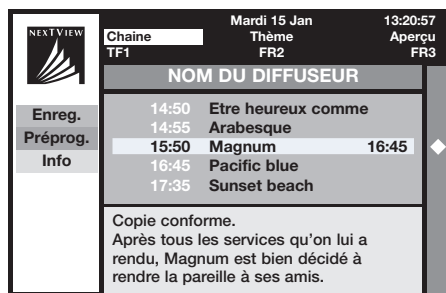 NEXTVIEW
Mardi 15 Jan 13:20:57
Chaine Thème Aperçu
TF1 FR2 FR3
NOM DU DIFFUSEUR
Enreg.
Préprog.
Info
14:50 Etre heureux comme
14:55 Arabesque
15:50 Magnum 16:45
16:45 Pacific blue
17:35 Sunset beach
Copie conforme.
Après tous les services qu'on lui a
rendu, Magnum est bien décidé à
rendre la pareille à ses amis.